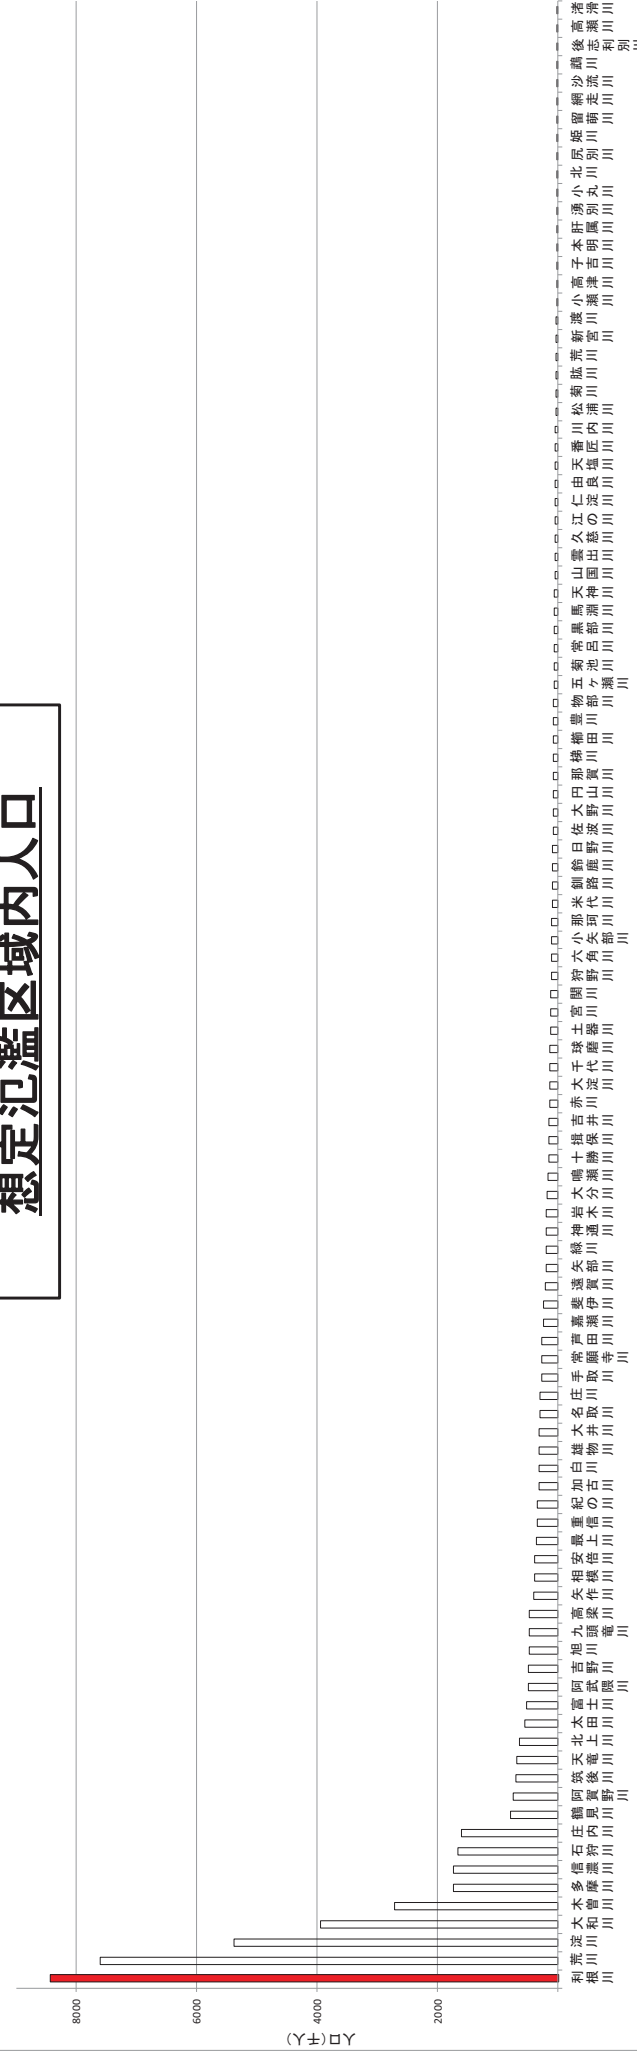 想定氾濫区域内人口
人口(千人)
8000
6000
4000
2000
利根川
荒川
淀川
大和川
木曽川
多摩川
信濃川
石狩川
庄内川
鶴見川
阿賀野川
筑後川
天竜川
北上川
太田川
富士川
阿武隈川
吉野川
旭川
九頭竜川
高梁川
矢作川
相模川
安倍川
最上川
重信川
紀の川
加古川
白川
雄物川
大井川
名取川
庄川
手取川
常願寺川
芦田川
嘉瀬川
斐伊川
遠賀川
矢部川
緑川
神通川
岩木川
大分川
鳴瀬川
十勝川
揖保川
吉井川
赤川
大淀川
千代川
球磨川
土器川
宮川
関川
狩野川
六角川
小矢部川
那珂川
米代川
釧路川
鈴鹿川
日野川
佐波川
大野川
円山川
那賀川
梯川
櫛田川
豊川
物部川
五ヶ瀬川
菊池川
常呂川
黒部川
馬淵川
天神川
山国川
雲出川
久慈川
江の川
仁淀川
由良川
天塩川
番匠川
川内川
松浦川
菊川
肱川
荒川
新宮川
渡川
小瀬川
高津川
子吉川
本明川
肝属川
湧別川
小丸川
北川
尻別川
姫川
留萌川
網走川
沙流川
鵡川
後志利別川
高瀬川
渚滑川